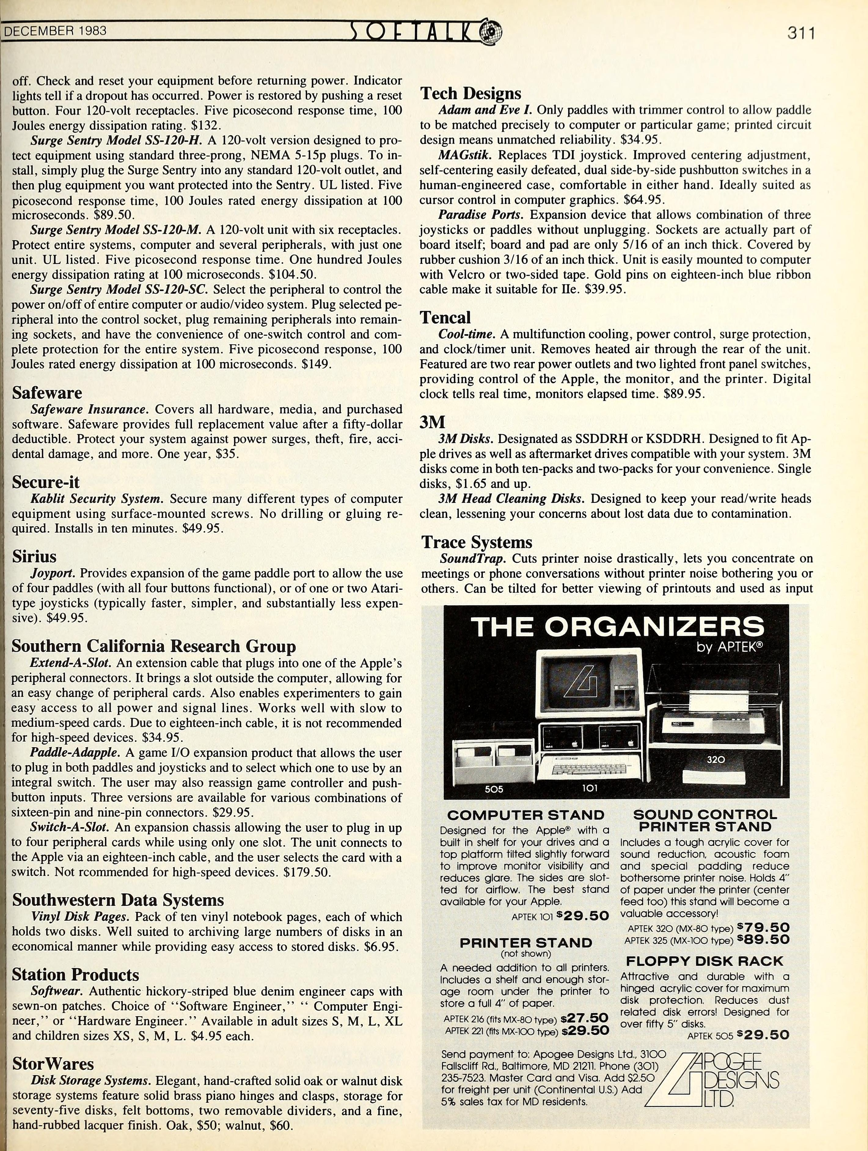 DECEMBER 1983
SOFTALK
311
off. Check and reset your equipment before returning power. Indicator
lights tell if a dropout has occurred. Power is restored by pushing a reset
button. Four 120-volt receptacles. Five picosecond response time, 100
Joules energy dissipation rating. $132.
Surge Sentry Model SS-120-H. A 120-volt version designed to pro-
tect equipment using standard three-prong, NEMA 5-15p plugs. To in-
stall, simply plug the Surge Sentry into any standard 120-volt outlet, and
then plug equipment you want protected into the Sentry. UL listed. Five
picosecond response time, 100 Joules rated energy dissipation at 100
microseconds. $89.50.
Surge Sentry Model SS-120-M. A 120-volt unit with six receptacles.
Protect entire systems, computer and several peripherals, with just one
unit. UL listed. Five picosecond response time. One hundred Joules
energy dissipation rating at 100 microseconds. $104.50.
Surge Sentry Model SS-120-SC. Select the peripheral to control the
power on/off of entire computer or audio/video system. Plug selected pe-
ripheral into the control socket, plug remaining peripherals into remain-
ing sockets, and have the convenience of one-switch control and com-
plete protection for the entire system. Five picosecond response, 100
Joules rated energy dissipation at 100 microseconds. $149.
Safeware
Safeware Insurance. Covers all hardware, media, and purchased
software. Safeware provides full replacement value after a fifty-dollar
deductible. Protect your system against power surges, theft, fire, acci-
dental damage, and more. One year, $35.
Secure-it
Kablit Security System. Secure many different types of computer
equipment using surface-mounted screws. No drilling or gluing re-
quired. Installs in ten minutes. $49.95.
Sirius
Joyport. Provides expansion of the game paddle port to allow the use
of four paddles (with all four buttons functional), or of one or two Atari-
type joysticks (typically faster, simpler, and substantially less expen-
sive). $49.95.
Southern California Research Group
Extend-A-Slot. An extension cable that plugs into one of the Apple's
peripheral connectors. It brings a slot outside the computer, allowing for
an easy change of peripheral cards. Also enables experimenters to gain
easy access to all power and signal lines. Works well with slow to
medium-speed cards. Due to eighteen-inch cable, it is not recommended
for high-speed devices. $34.95.
Paddle-Adapple. A game I/O expansion product that allows the user
to plug in both paddles and joysticks and to select which one to use by an
integral switch. The user may also reassign game controller and push-
button inputs. Three versions are available for various combinations of
sixteen-pin and nine-pin connectors. $29.95.
Switch-A-Slot. An expansion chassis allowing the user to plug in up
to four peripheral cards while using only one slot. The unit connects to
the Apple via an eighteen-inch cable, and the user selects the card with a
switch. Not rcommended for high-speed devices. $179.50.
Southwestern Data Systems
Vinyl Disk Pages. Pack of ten vinyl notebook pages, each of which
holds two disks. Well suited to archiving large numbers of disks in an
economical manner while providing easy access to stored disks. $6.95.
Station Products
Softwear. Authentic hickory-striped blue denim engineer caps with
sewn-on patches. Choice of "Software Engineer," " Computer Engi-
neer," or "Hardware Engineer." Available in adult sizes S, M, L, XL
and children sizes XS, S, M, L. $4.95 each.
StorWares
Disk Storage Systems. Elegant, hand-crafted solid oak or walnut disk
storage systems feature solid brass piano hinges and clasps, storage for
seventy-five disks, felt bottoms, two removable dividers, and a fine,
hand-rubbed lacquer finish. Oak, $50; walnut, $60.
Tech Designs
Adam and Eve I. Only paddles with trimmer control to allow paddle
to be matched precisely to computer or particular game; printed circuit
design means unmatched reliability. $34.95.
MAGstik. Replaces TDI joystick. Improved centering adjustment,
self-centering easily defeated, dual side-by-side pushbutton switches in a
human-engineered case, comfortable in either hand. Ideally suited as
cursor control in computer graphics. $64.95.
Paradise Ports. Expansion device that allows combination of three
joysticks or paddles without unplugging. Sockets are actually part of
board itself; board and pad are only 5/16 of an inch thick. Covered by
rubber cushion 3/16 of an inch thick. Unit is easily mounted to computer
with Velcro or two-sided tape. Gold pins on eighteen-inch blue ribbon
cable make it suitable for IIe. $39.95.
Tencal
Cool-time. A multifunction cooling, power control, surge protection,
and clock/timer unit. Removes heated air through the rear of the unit.
Featured are two rear power outlets and two lighted front panel switches,
providing control of the Apple, the monitor, and the printer. Digital
clock tells real time, monitors elapsed time. $89.95.
3M
3M Disks. Designated as SSDDRH or KSDDRH. Designed to fit Ap-
ple drives as well as aftermarket drives compatible with your system. 3M
disks come in both ten-packs and two-packs for your convenience. Single
disks, $1.65 and up.
3M Head Cleaning Disks. Designed to keep your read/write heads
clean, lessening your concerns about lost data due to contamination.
Trace Systems
SoundTrap. Cuts printer noise drastically, lets you concentrate on
meetings or phone conversations without printer noise bothering you or
others. Can be tilted for better viewing of printouts and used as input
THE ORGANIZERS
by APTEK®
505
101
320
COMPUTER STAND
Designed for the Apple® with a
built in shelf for your drives and a
top platform tilted slightly forward
to improve monitor visibility and
reduces glare. The sides are slot-
ted for airflow. The best stand
available for your Apple.
APTEK 101 $29.50
PRINTER STAND
(not shown)
A needed addition to all printers.
Includes a shelf and enough stor-
age room under the printer to
store a full 4" of paper.
APTEK 216 (fits MX-80 type) $27.50
APTEK 221 (fits MX-100 type) $29.50
SOUND CONTROL
PRINTER STAND
Includes a tough acrylic cover for
sound reduction, acoustic foam
and special padding reduce
bothersome printer noise. Holds 4"
of paper under the printer (center
feed too) this stand will become a
valuable accessory!
APTEK 320 (MX-80 type) $79.50
APTEK 325 (MX-100 type) $89.50
FLOPPY DISK RACK
Attractive and durable with a
hinged acrylic cover for maximum
disk protection. Reduces dust
related disk errors! Designed for
over fifty 5" disks.
APTEK 505 $29.50
Send payment to: Apogee Designs Ltd., 3100
Fallscliff Rd., Baltimore, MD 21211. Phone (301)
235-7523. Master Card and Visa. Add $2.50
for freight per unit (Continental U.S.) Add
5% sales tax for MD residents.
APOGEE
DESIGNS
LTD.